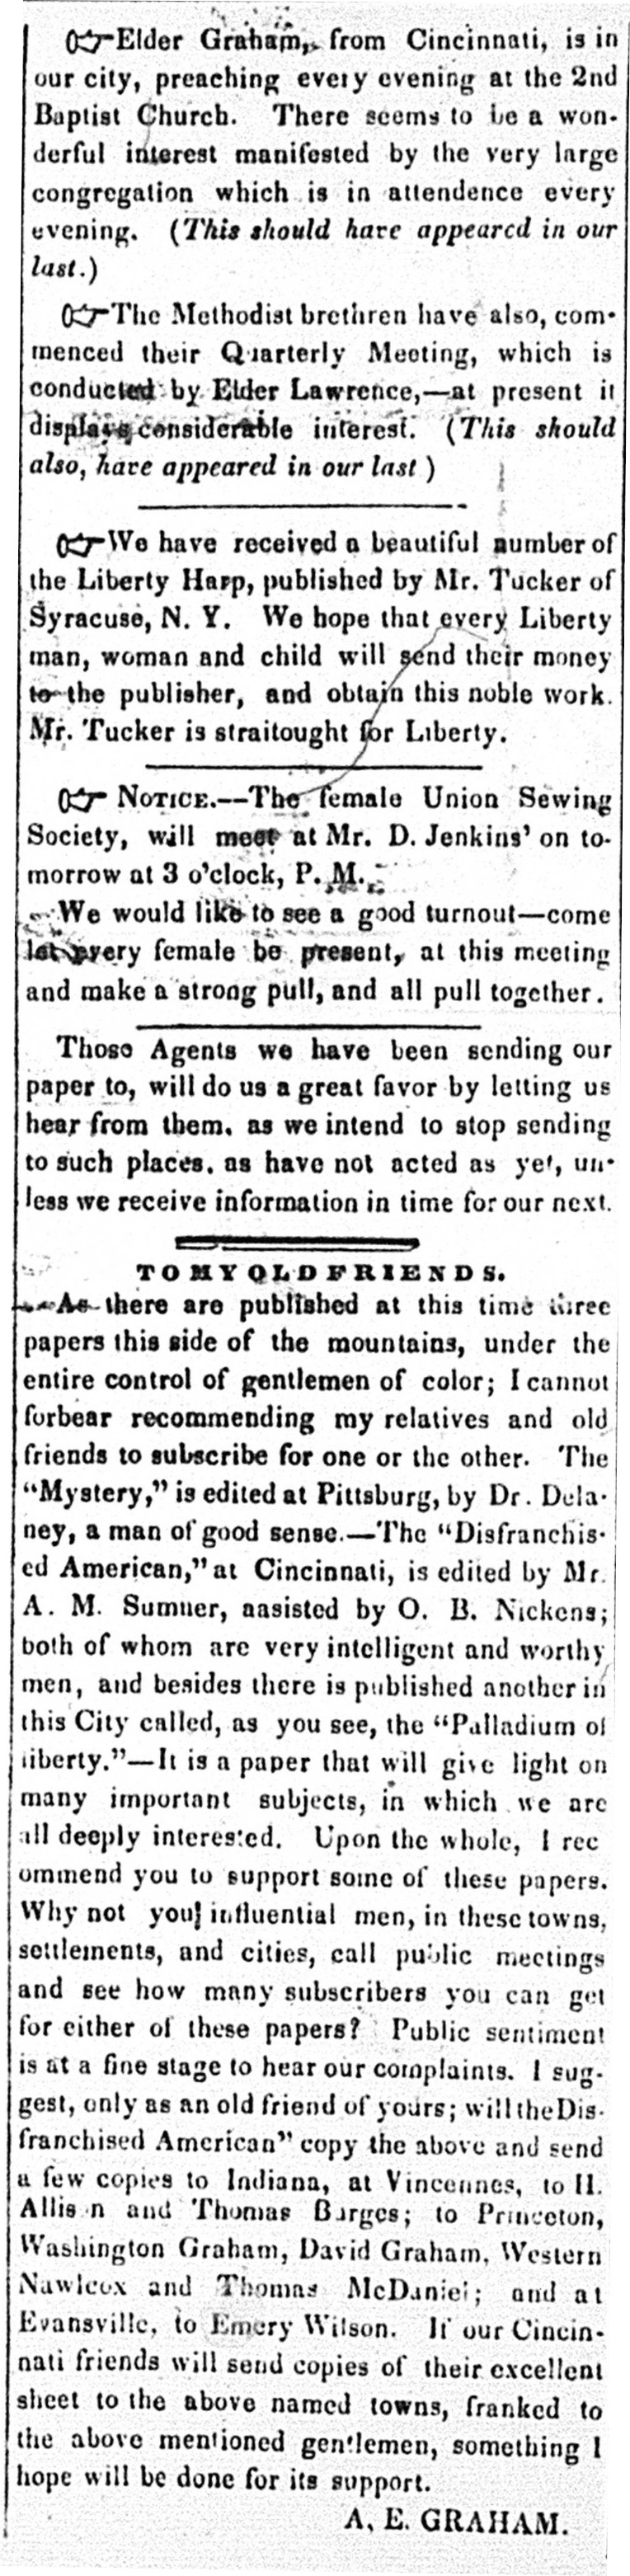 ☞Elder Graham, from Cincinnati, is in
our city, preaching every evening at the 2nd
Baptist Church. There seems to be a won-
derful interest manifested by the very large
congregation which is in attendence every
evening. (This should have appeared in our
last.)
☞The Methodist brethren have also, com-
menced their Quarterly Meeting, which is
conducted by Elder Lawrence,—at present it
displays considerable interest. (This should
also, have appeared in our last)
☞We have received a beautiful number of
the Liberty Harp, published by Mr. Tucker of
Syracuse, N. Y. We hope that every Liberty
man, woman and child will send their money
to the publisher, and obtain this noble work.
Mr. Tucker is straitought for Liberty.
☞ NOTICE.—The female Union Sewing
Society, will meet at Mr. D. Jenkins' on to-
morrow at 3 o'clock, P. M.
We would like to see a good turnout—come
let every female be present, at this meeting
and make a strong pull, and all pull together.
Those Agents we have been sending our
paper to, will do us a great favor by letting us
hear from them, as we intend to stop sending
to such places, as have not acted as yet, un-
less we receive information in time for our next.
TO MY OLD FRIENDS.
As there are published at this time three
papers this side of the mountains, under the
entire control of gentlemen of color; I cannot
forbear recommending my relatives and old
friends to subscribe for one or the other. The
"Mystery," is edited at Pittsburg, by Dr. Dela-
ney, a man of good sense.—The "Disfranchis-
ed American," at Cincinnati, is edited by Mr.
A. M. Sumner, aasisted by O. B. Nickens;
both of whom are very intelligent and worthy
men, and besides there is published another in
this City called, as you see, the "Palladium of
liberty."—It is a paper that will give light on
many important subjects, in which we are
all deeply interested. Upon the whole, I rec
ommend you to support some of these papers.
Why not you] influential men, in these towns,
settlements, and cities, call public meetings
and see how many subscribers you can get
for either of these papers? Public sentiment
is at a fine stage to hear our complaints. I sug-
gest, only as an old friend of yours; will the Dis-
franchised American" copy the above and send
a few copies to Indiana, at Vincennes, to H.
Allison and Thomas Burges; to Princeton,
Washington Graham, David Graham, Western
Nawlcox and Thomas McDaniel; and at
Evansville, to Emery Wilson. If our Cincin-
nati friends will send copies of their excellent
sheet to the above named towns, franked to
the above mentioned gentlemen, something I
hope will be done for its support.
A. E. GRAHAM.